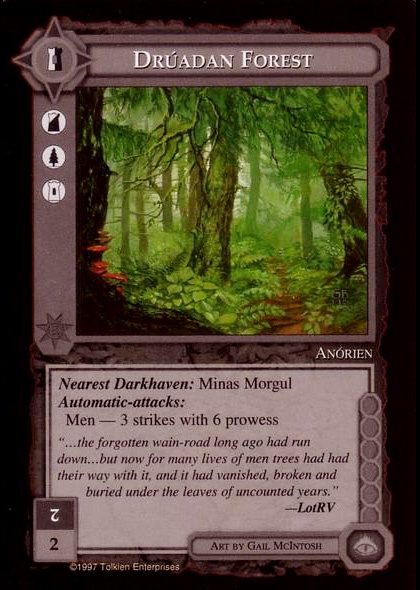 DRÚADAN FOREST
ANÓRIEN
Nearest Darkhaven: Minas Morgul
Automatic-attacks:
Men — 3 strikes with 6 prowess
“...the forgotten wain-road long ago had run
down...but now for many lives of men trees had had
their way with it, and it had vanished, broken and
buried under the leaves of uncounted years.”
—LotRV
2
2
ART BY GAIL MCINTOSH
©1997 Tolkien Enterprises